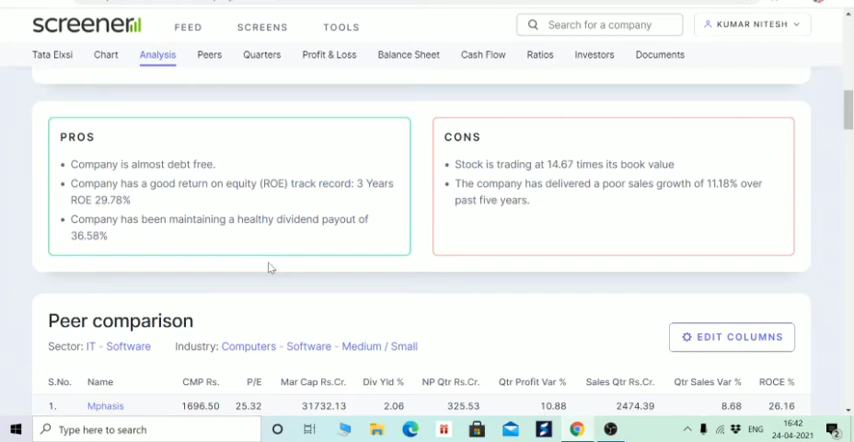 screener
FEED SCREENS TOOLS
Search for a company
KUMAR NITESH
Tata Elxsi Chart Analysis Peers Quarters Profit & Loss Balance Sheet Cash Flow Ratios Investors Documents
PROS
• Company is almost debt free.
• Company has a good return on equity (ROE) track record: 3 Years
ROE 29.78%
• Company has been maintaining a healthy dividend payout of
36.58%
CONS
• Stock is trading at 14.67 times its book value
• The company has delivered a poor sales growth of 11.18% over
past five years.
Peer comparison
Sector: IT - Software Industry: Computers - Software - Medium / Small
EDIT COLUMNS
S.No. Name CMP Rs. P/E Mar Cap Rs.Cr. Div Yld % NP Qtr Rs.Cr. Qtr Profit Var % Sales Qtr Rs.Cr. Qtr Sales Var % ROCE %
1. Mphasis 1696.50 25.32 31732.13 2.06 325.53 10.88 2474.39 8.68 26.16
Type here to search
ENG
16:42
24-04-2021
2